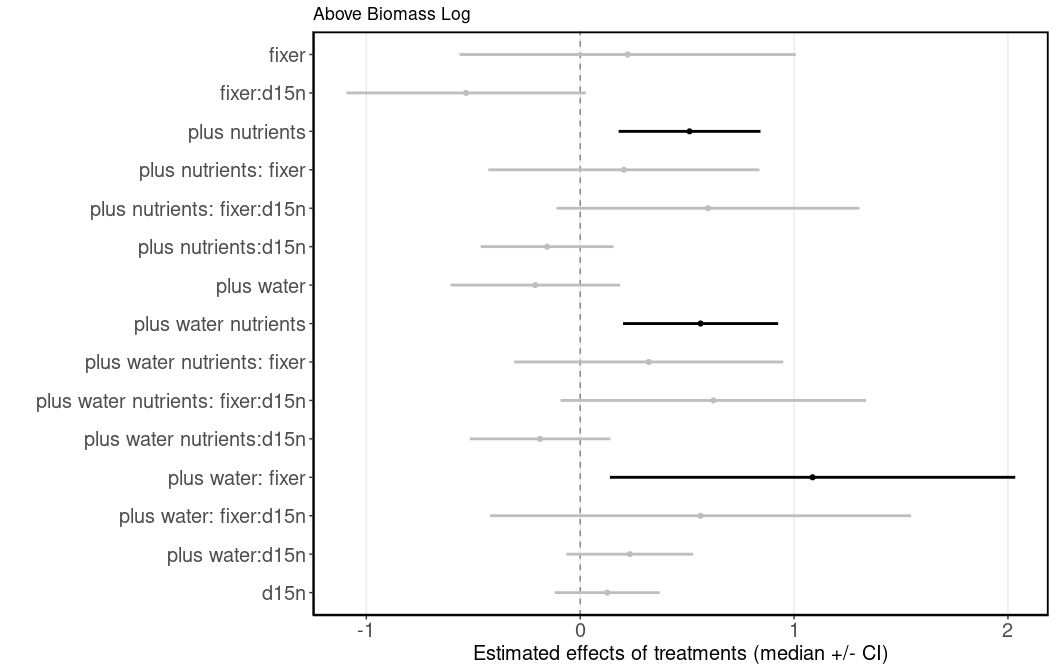 Above Biomass Log
fixer
fixer:d15n
plus nutrients
plus nutrients: fixer
plus nutrients: fixer:d15n
plus nutrients:d15n
plus water
plus water nutrients
plus water nutrients: fixer
plus water nutrients: fixer:d15n
plus water nutrients:d15n
plus water: fixer
plus water: fixer:d15n
plus water:d15n
d15n
-1 0 1 2
Estimated effects of treatments (median +/- CI)